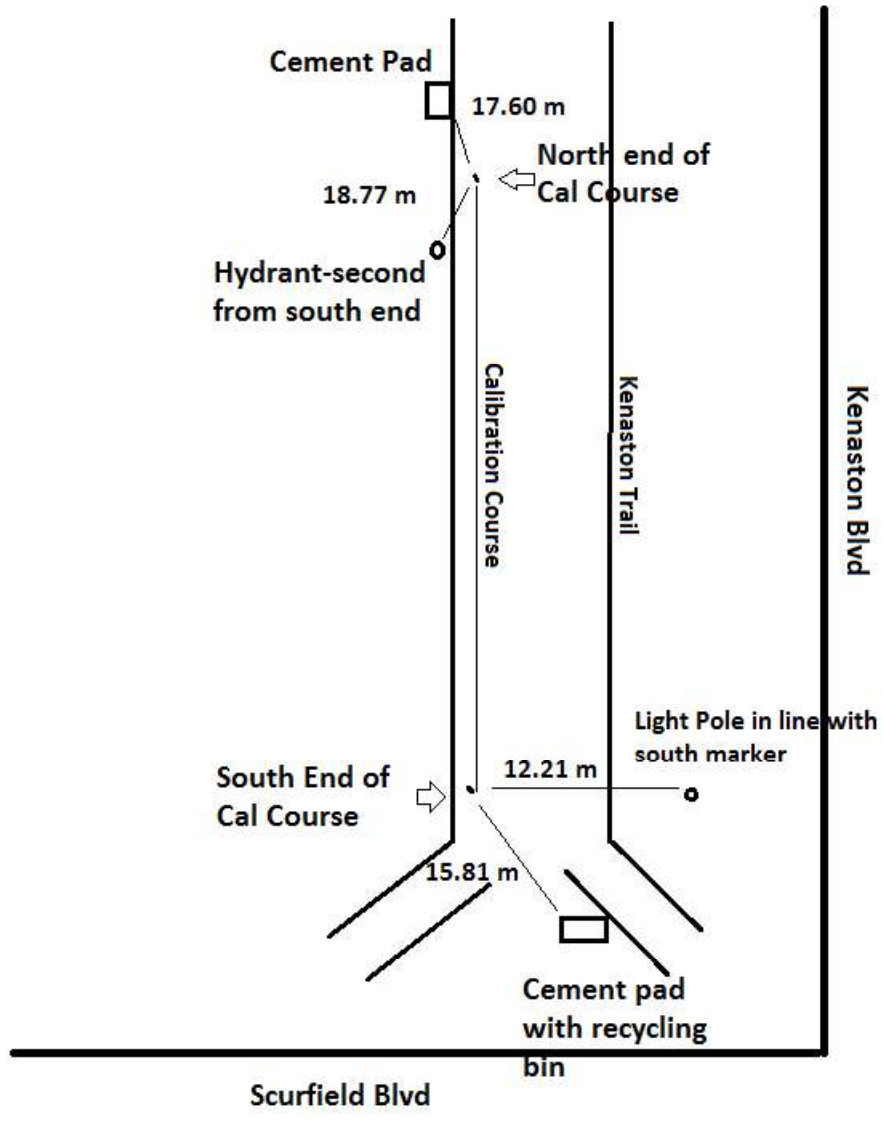 Cement Pad
17.60 m
North end of
Cal Course
18.77 m
Hydrant-second
from south end
Calibration Course
Kenaston Trail
Kenaston Blvd
Light Pole in line with
south marker
12.21 m
South End of
Cal Course
15.81 m
Cement pad
with recycling
bin
Scurfield Blvd